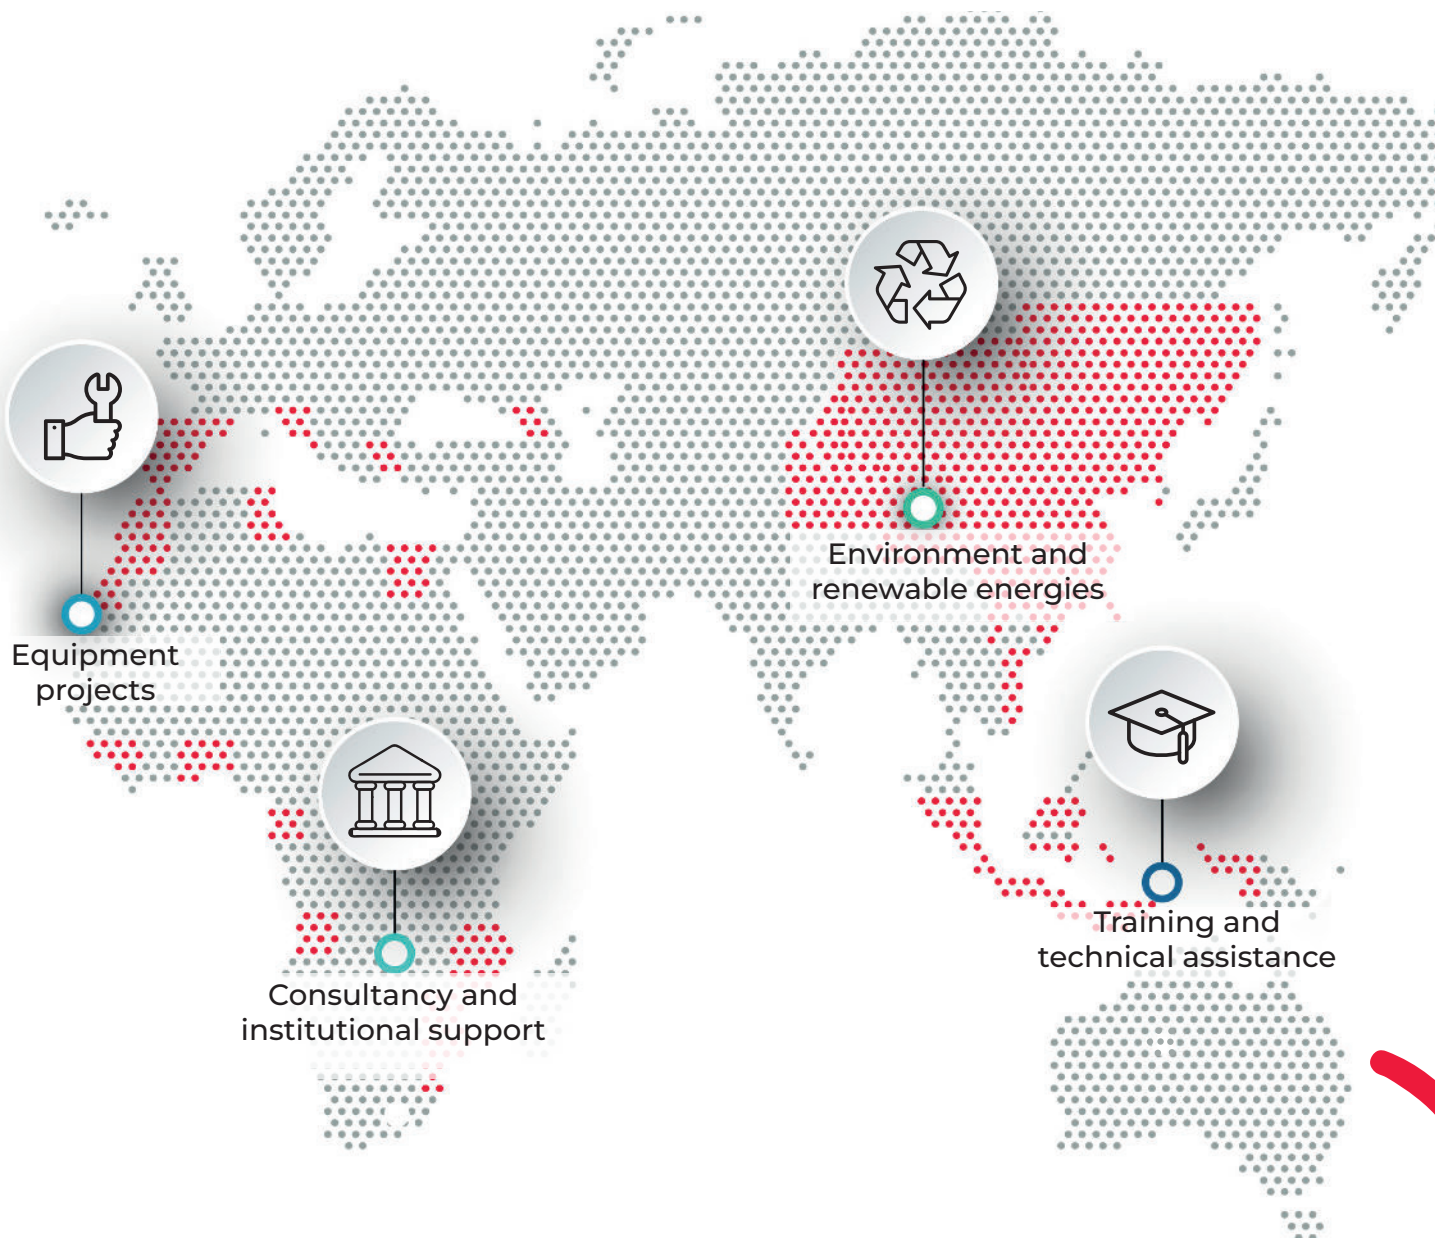 Environment and
renewable energies
Equipment
projects
Training and
technical assistance
Consultancy and
institutional support